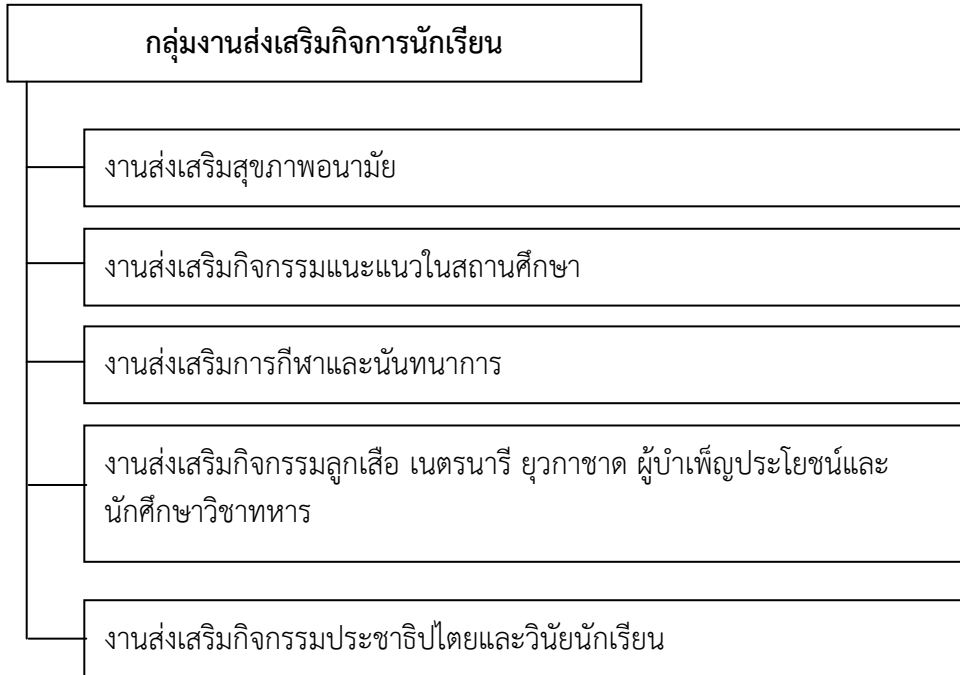 กลุ่มงานส่งเสริมกิจการนักเรียน
งานส่งเสริมสุขภาพอนามัย
งานส่งเสริมกิจกรรมแนะแนวในสถานศึกษา
งานส่งเสริมการกีฬาและนันทนาการ
งานส่งเสริมกิจกรรมลูกเสือ เนตรนารี ยุวกาชาด ผู้บำเพ็ญประโยชน์และ
นักศึกษาวิชาทหาร
งานส่งเสริมกิจกรรมประชาธิปไตยและวินัยนักเรียน